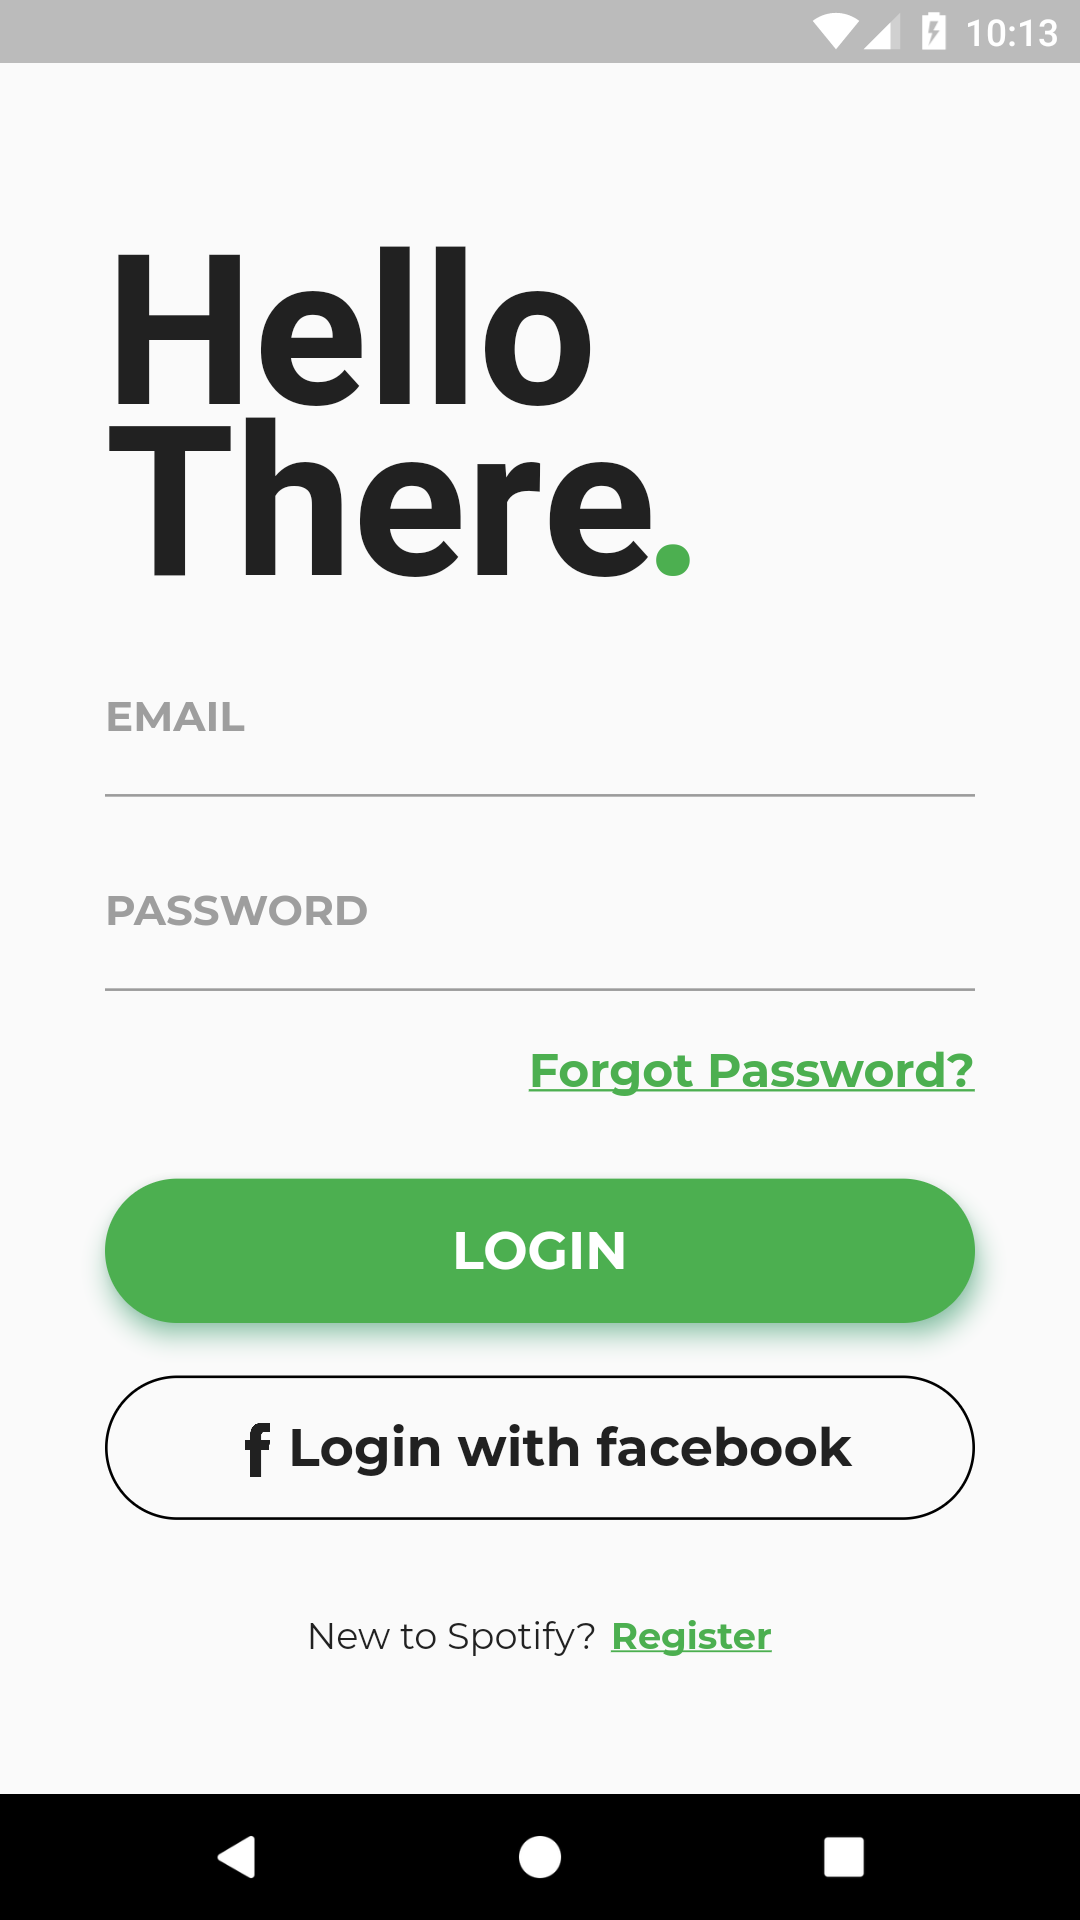 10:13
Hello
There.
EMAIL
PASSWORD
Forgot Password?
LOGIN
f Login with facebook
New to Spotify? Register